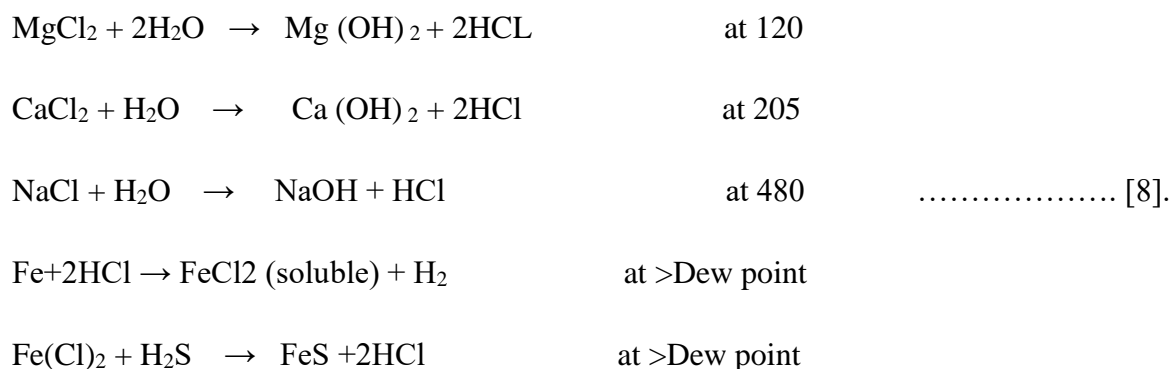 MgCl₂ + 2H₂O → Mg (OH) ₂ + 2HCL at 120
CaCl₂ + H₂O → Ca (OH) ₂ + 2HCl at 205
NaCl + H₂O → NaOH + HCl at 480 ………………. [8].
Fe+2HCl → FeCl2 (soluble) + H₂ at >Dew point
Fe(Cl)₂ + H₂S → FeS +2HCl at >Dew point